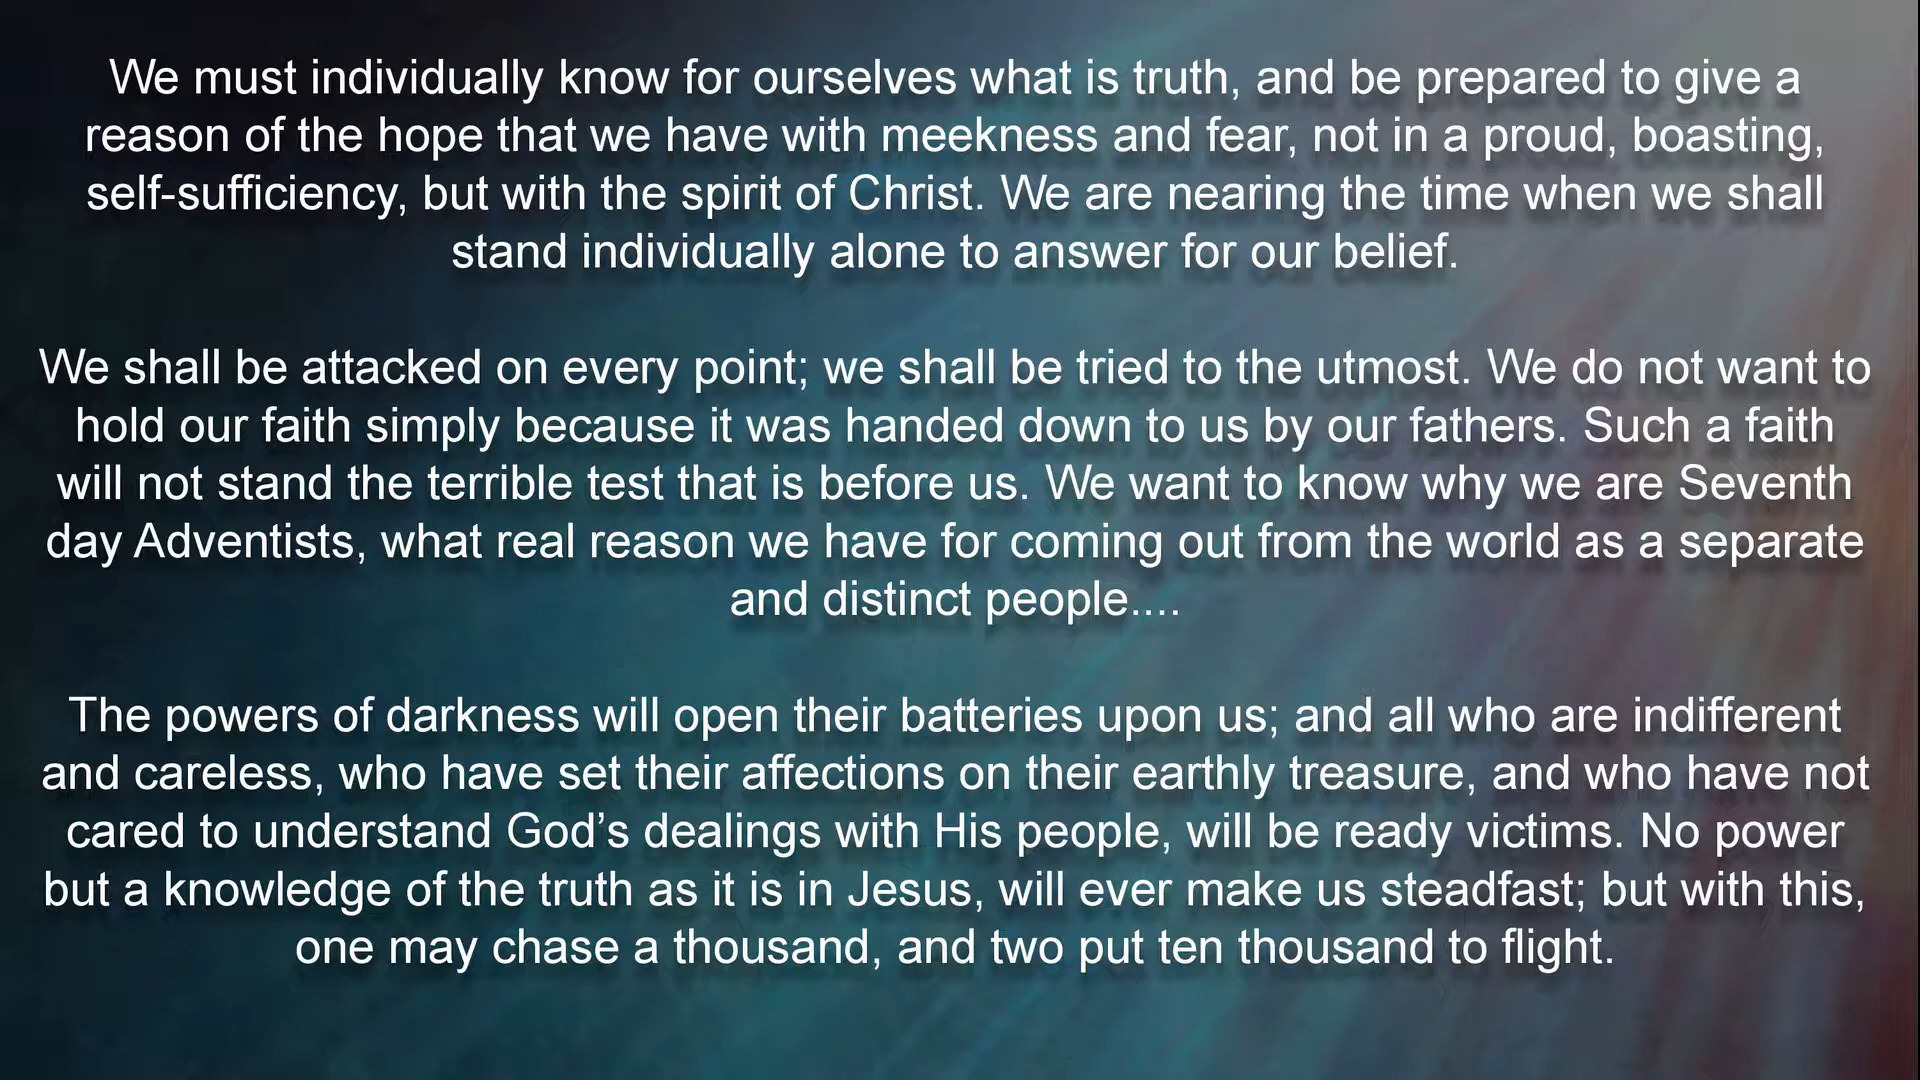 We must individually know for ourselves what is truth, and be prepared to give a
reason of the hope that we have with meekness and fear, not in a proud, boasting,
self-sufficiency, but with the spirit of Christ. We are nearing the time when we shall
stand individually alone to answer for our belief.
We shall be attacked on every point; we shall be tried to the utmost. We do not want to
hold our faith simply because it was handed down to us by our fathers. Such a faith
will not stand the terrible test that is before us. We want to know why we are Seventh
day Adventists, what real reason we have for coming out from the world as a separate
and distinct people....
The powers of darkness will open their batteries upon us; and all who are indifferent
and careless, who have set their affections on their earthly treasure, and who have not
cared to understand God’s dealings with His people, will be ready victims. No power
but a knowledge of the truth as it is in Jesus, will ever make us steadfast; but with this,
one may chase a thousand, and two put ten thousand to flight.